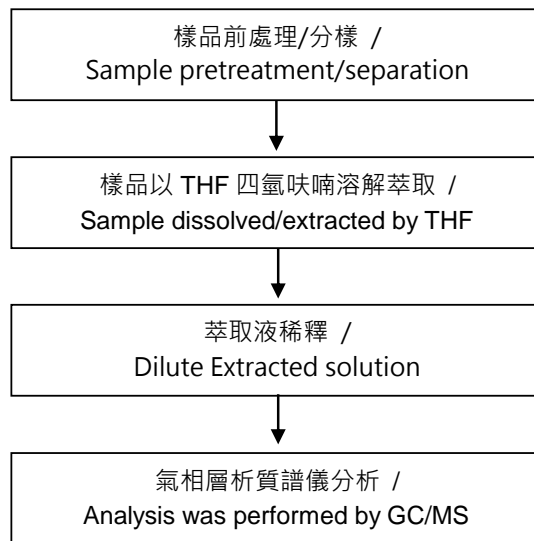 樣品前處理/分樣 /
Sample pretreatment/separation
樣品以 THF 四氫呋喃溶解萃取 /
Sample dissolved/extracted by THF
萃取液稀釋 /
Dilute Extracted solution
氣相層析質譜儀分析 /
Analysis was performed by GC/MS